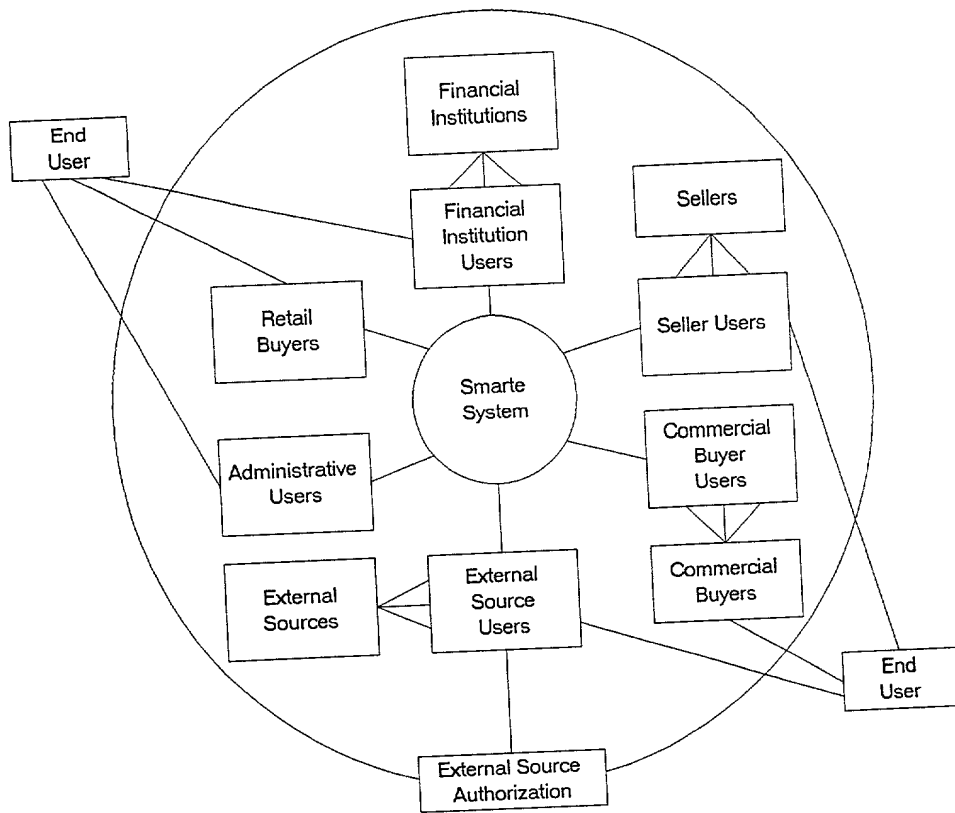 Financial
Institutions
End
User
Sellers
Financial
Institution
Users
Retail
Buyers
Seller Users
Smarte
System
Commercial
Buyer
Users
Administrative
Users
External
Sources
External
Source
Users
Commercial
Buyers
End
User
External Source
Authorization